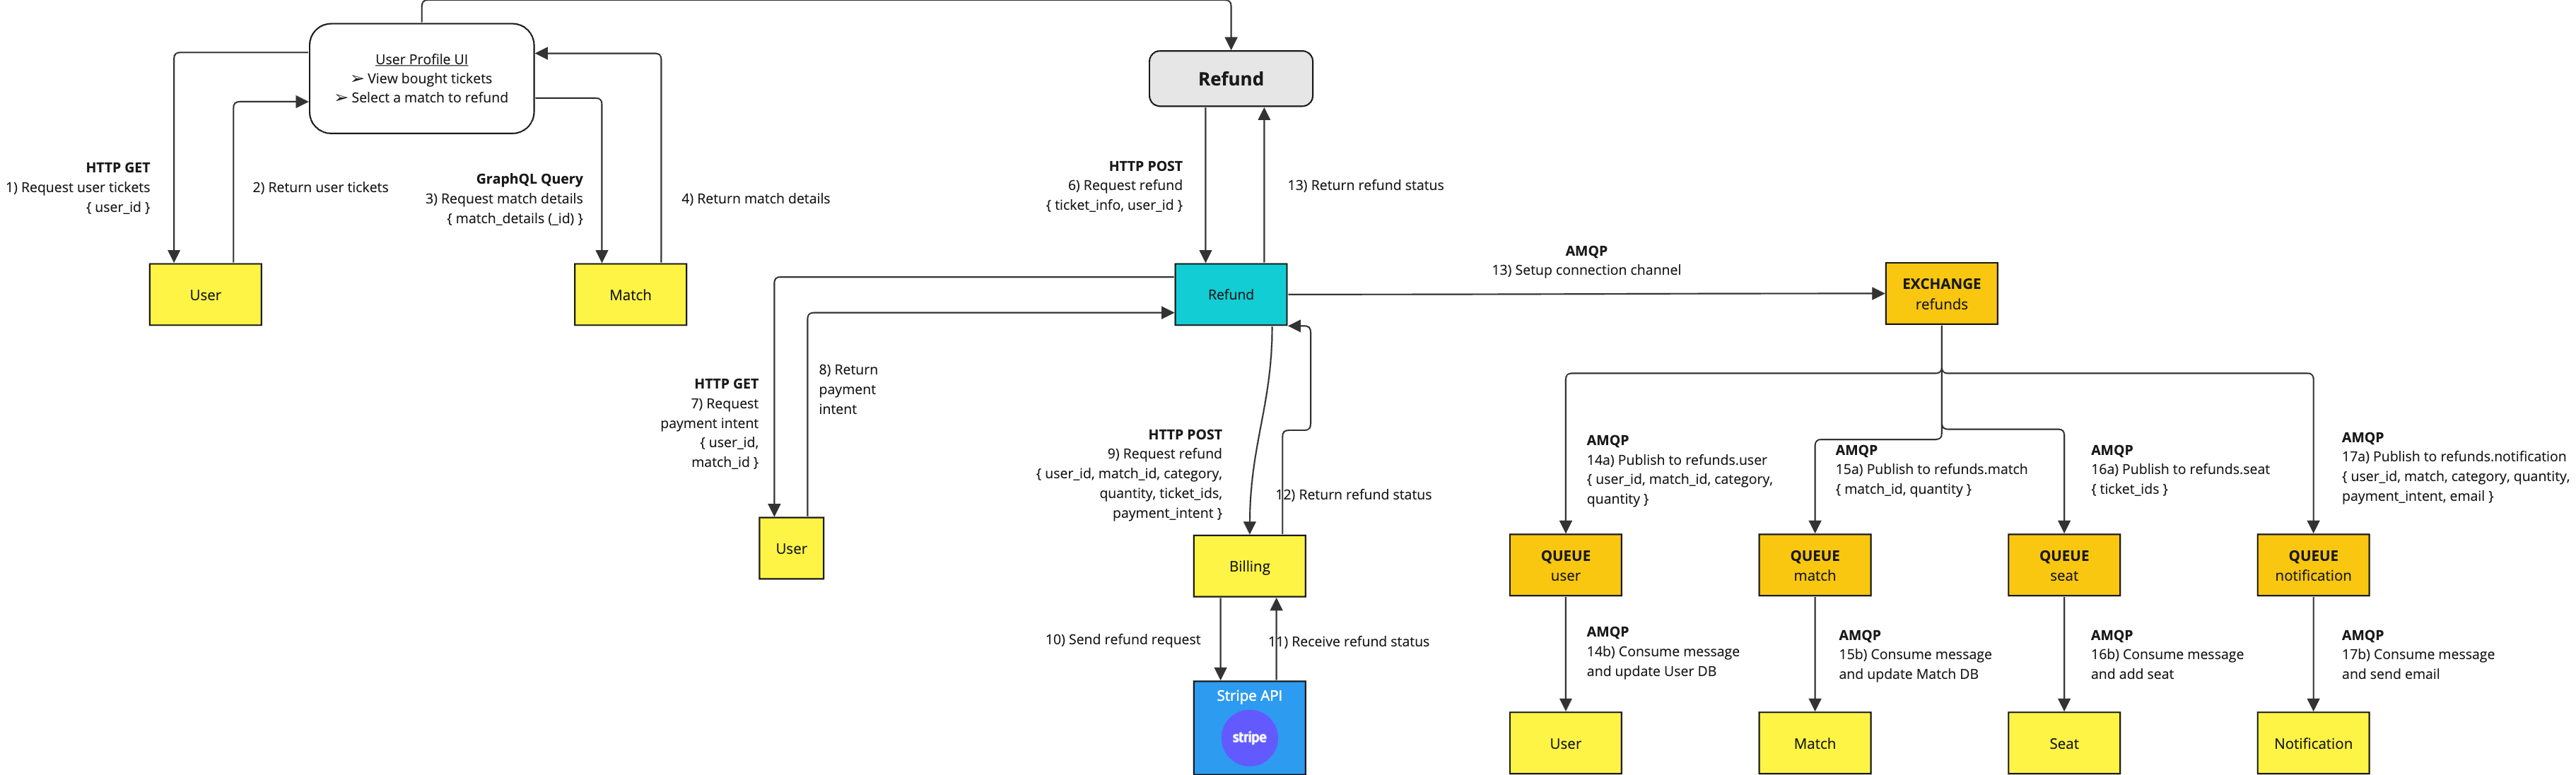 User Profile UI
➢ View bought tickets
➢ Select a match to refund
Refund
HTTP GET
1) Request user tickets
{ user_id }
2) Return user tickets
GraphQL Query
3) Request match details
{ match_details (_id) }
4) Return match details
HTTP POST
6) Request refund
{ ticket_info, user_id }
13) Return refund status
User
Match
Refund
AMQP
13) Setup connection channel
EXCHANGE
refunds
HTTP GET
7) Request
payment intent
{ user_id,
match_id }
8) Return
payment
intent
HTTP POST
9) Request refund
{ user_id, match_id, category,
quantity, ticket_ids,
payment_intent }
12) Return refund status
AMQP
14a) Publish to refunds.user
{ user_id, match_id, category,
quantity }
AMQP
15a) Publish to refunds.match
{ match_id, quantity }
AMQP
16a) Publish to refunds.seat
{ ticket_ids }
AMQP
17a) Publish to refunds.notification
{ user_id, match, category, quantity,
payment_intent, email }
User
Billing
QUEUE
user
QUEUE
match
QUEUE
seat
QUEUE
notification
10) Send refund request
11) Receive refund status
AMQP
14b) Consume message
and update User DB
AMQP
15b) Consume message
and update Match DB
AMQP
16b) Consume message
and add seat
AMQP
17b) Consume message
and send email
Stripe API
stripe
User
Match
Seat
Notification